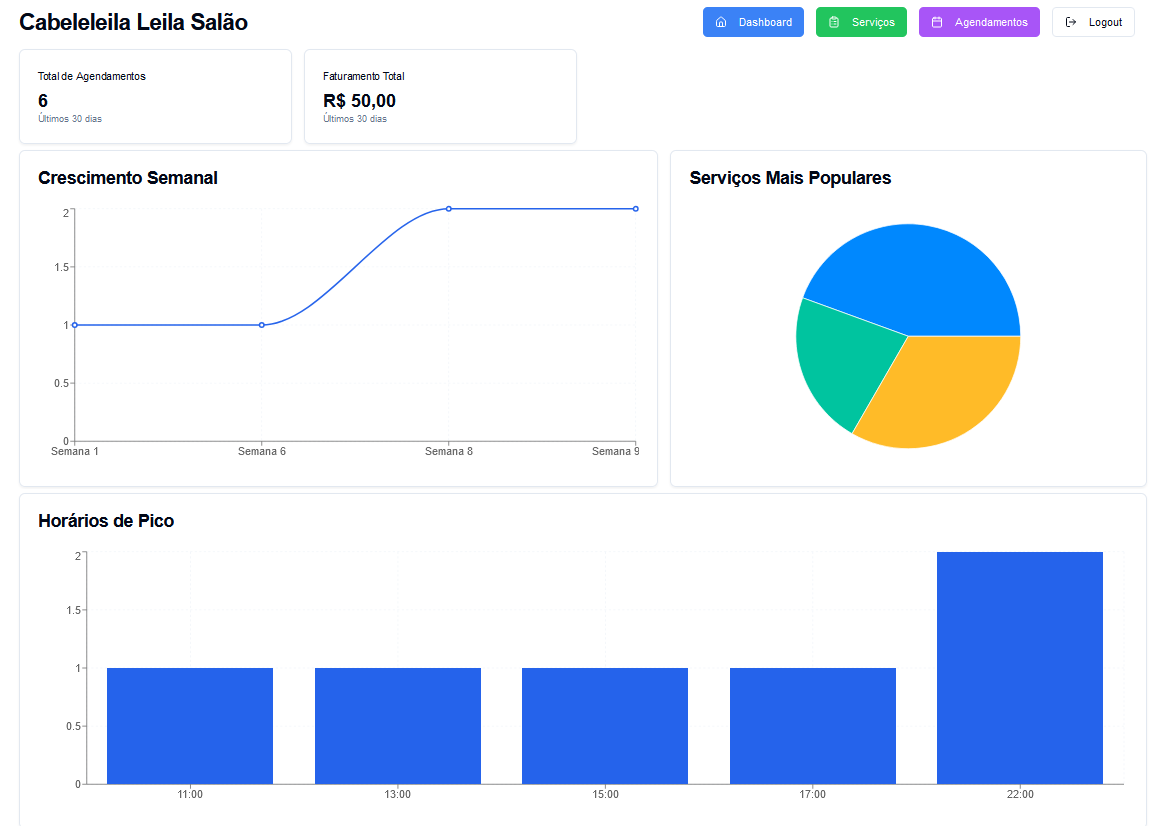 Cabeleleila Leila Salão
Dashboard
Serviços
Agendamentos
Logout
Total de Agendamentos
6
Últimos 30 dias
Faturamento Total
R$ 50,00
Últimos 30 dias
Crescimento Semanal
2
1.5
1
0.5
0
Semana 1 Semana 6 Semana 8 Semana 9
Serviços Mais Populares
Horários de Pico
2
1.5
1
0.5
0
11:00 13:00 15:00 17:00 22:00